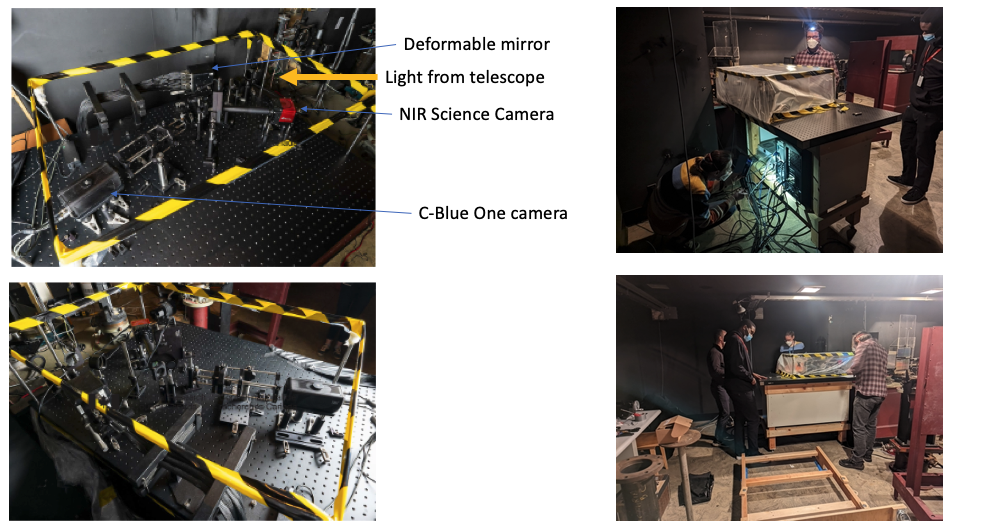 Deformable mirror
Light from telescope
NIR Science Camera
C-Blue One camera